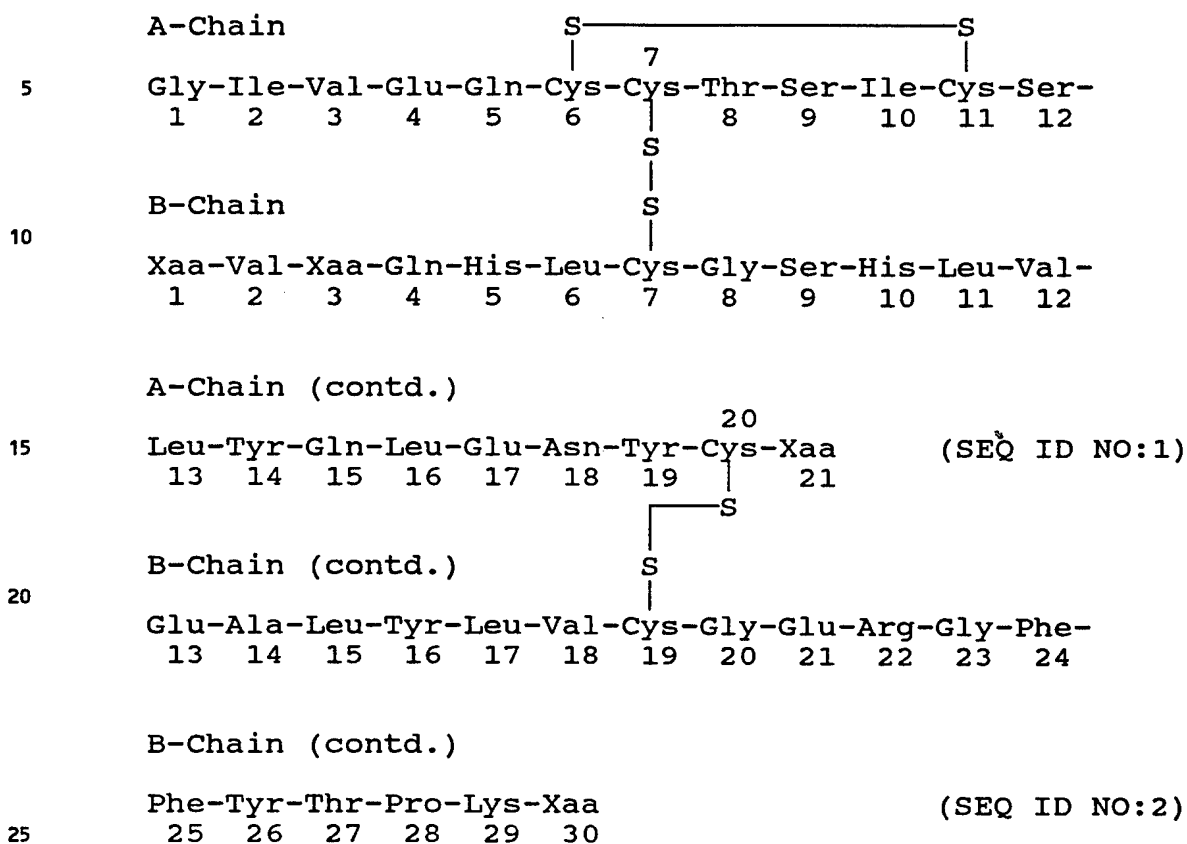 A-Chain S S
7
5 Gly-Ile-Val-Glu-Gln-Cys-Cys-Thr-Ser-Ile-Cys-Ser-
1 2 3 4 5 6 8 9 10 11 12
S
B-Chain S
10
Xaa-Val-Xaa-Gln-His-Leu-Cys-Gly-Ser-His-Leu-Val-
1 2 3 4 5 6 7 8 9 10 11 12
A-Chain (contd.)
20
15 Leu-Tyr-Gln-Leu-Glu-Asn-Tyr-Cys-Xaa (SEQ ID NO:1)
13 14 15 16 17 18 19 21
S
B-Chain (contd.) S
20
Glu-Ala-Leu-Tyr-Leu-Val-Cys-Gly-Glu-Arg-Gly-Phe-
13 14 15 16 17 18 19 20 21 22 23 24
B-Chain (contd.)
Phe-Tyr-Thr-Pro-Lys-Xaa (SEQ ID NO:2)
25 25 26 27 28 29 30